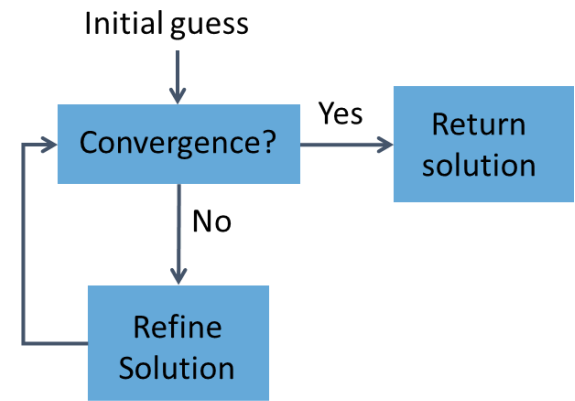 Initial guess
Convergence?
Yes
Return
solution
No
Refine
Solution